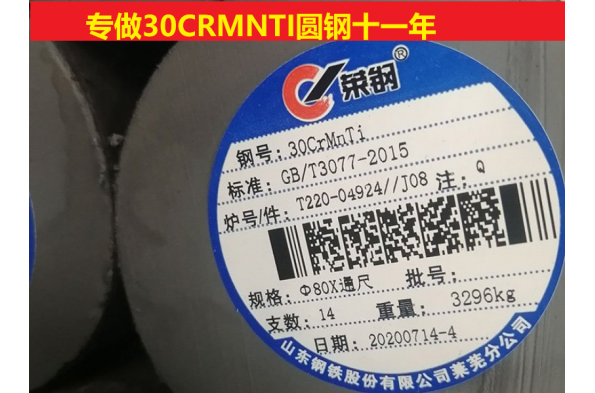 专做30CRMNTI圆钢十一年
莱钢®
钢号: 30CrMnTi
标准: GB/T3077-2015
炉号/件: T220-04924//J08 注: Q
规格: Φ80X通尺 批号:
支数: 14 重量: 3296kg
日期: 20200714-4
山东钢铁股份有限公司莱芜分公司